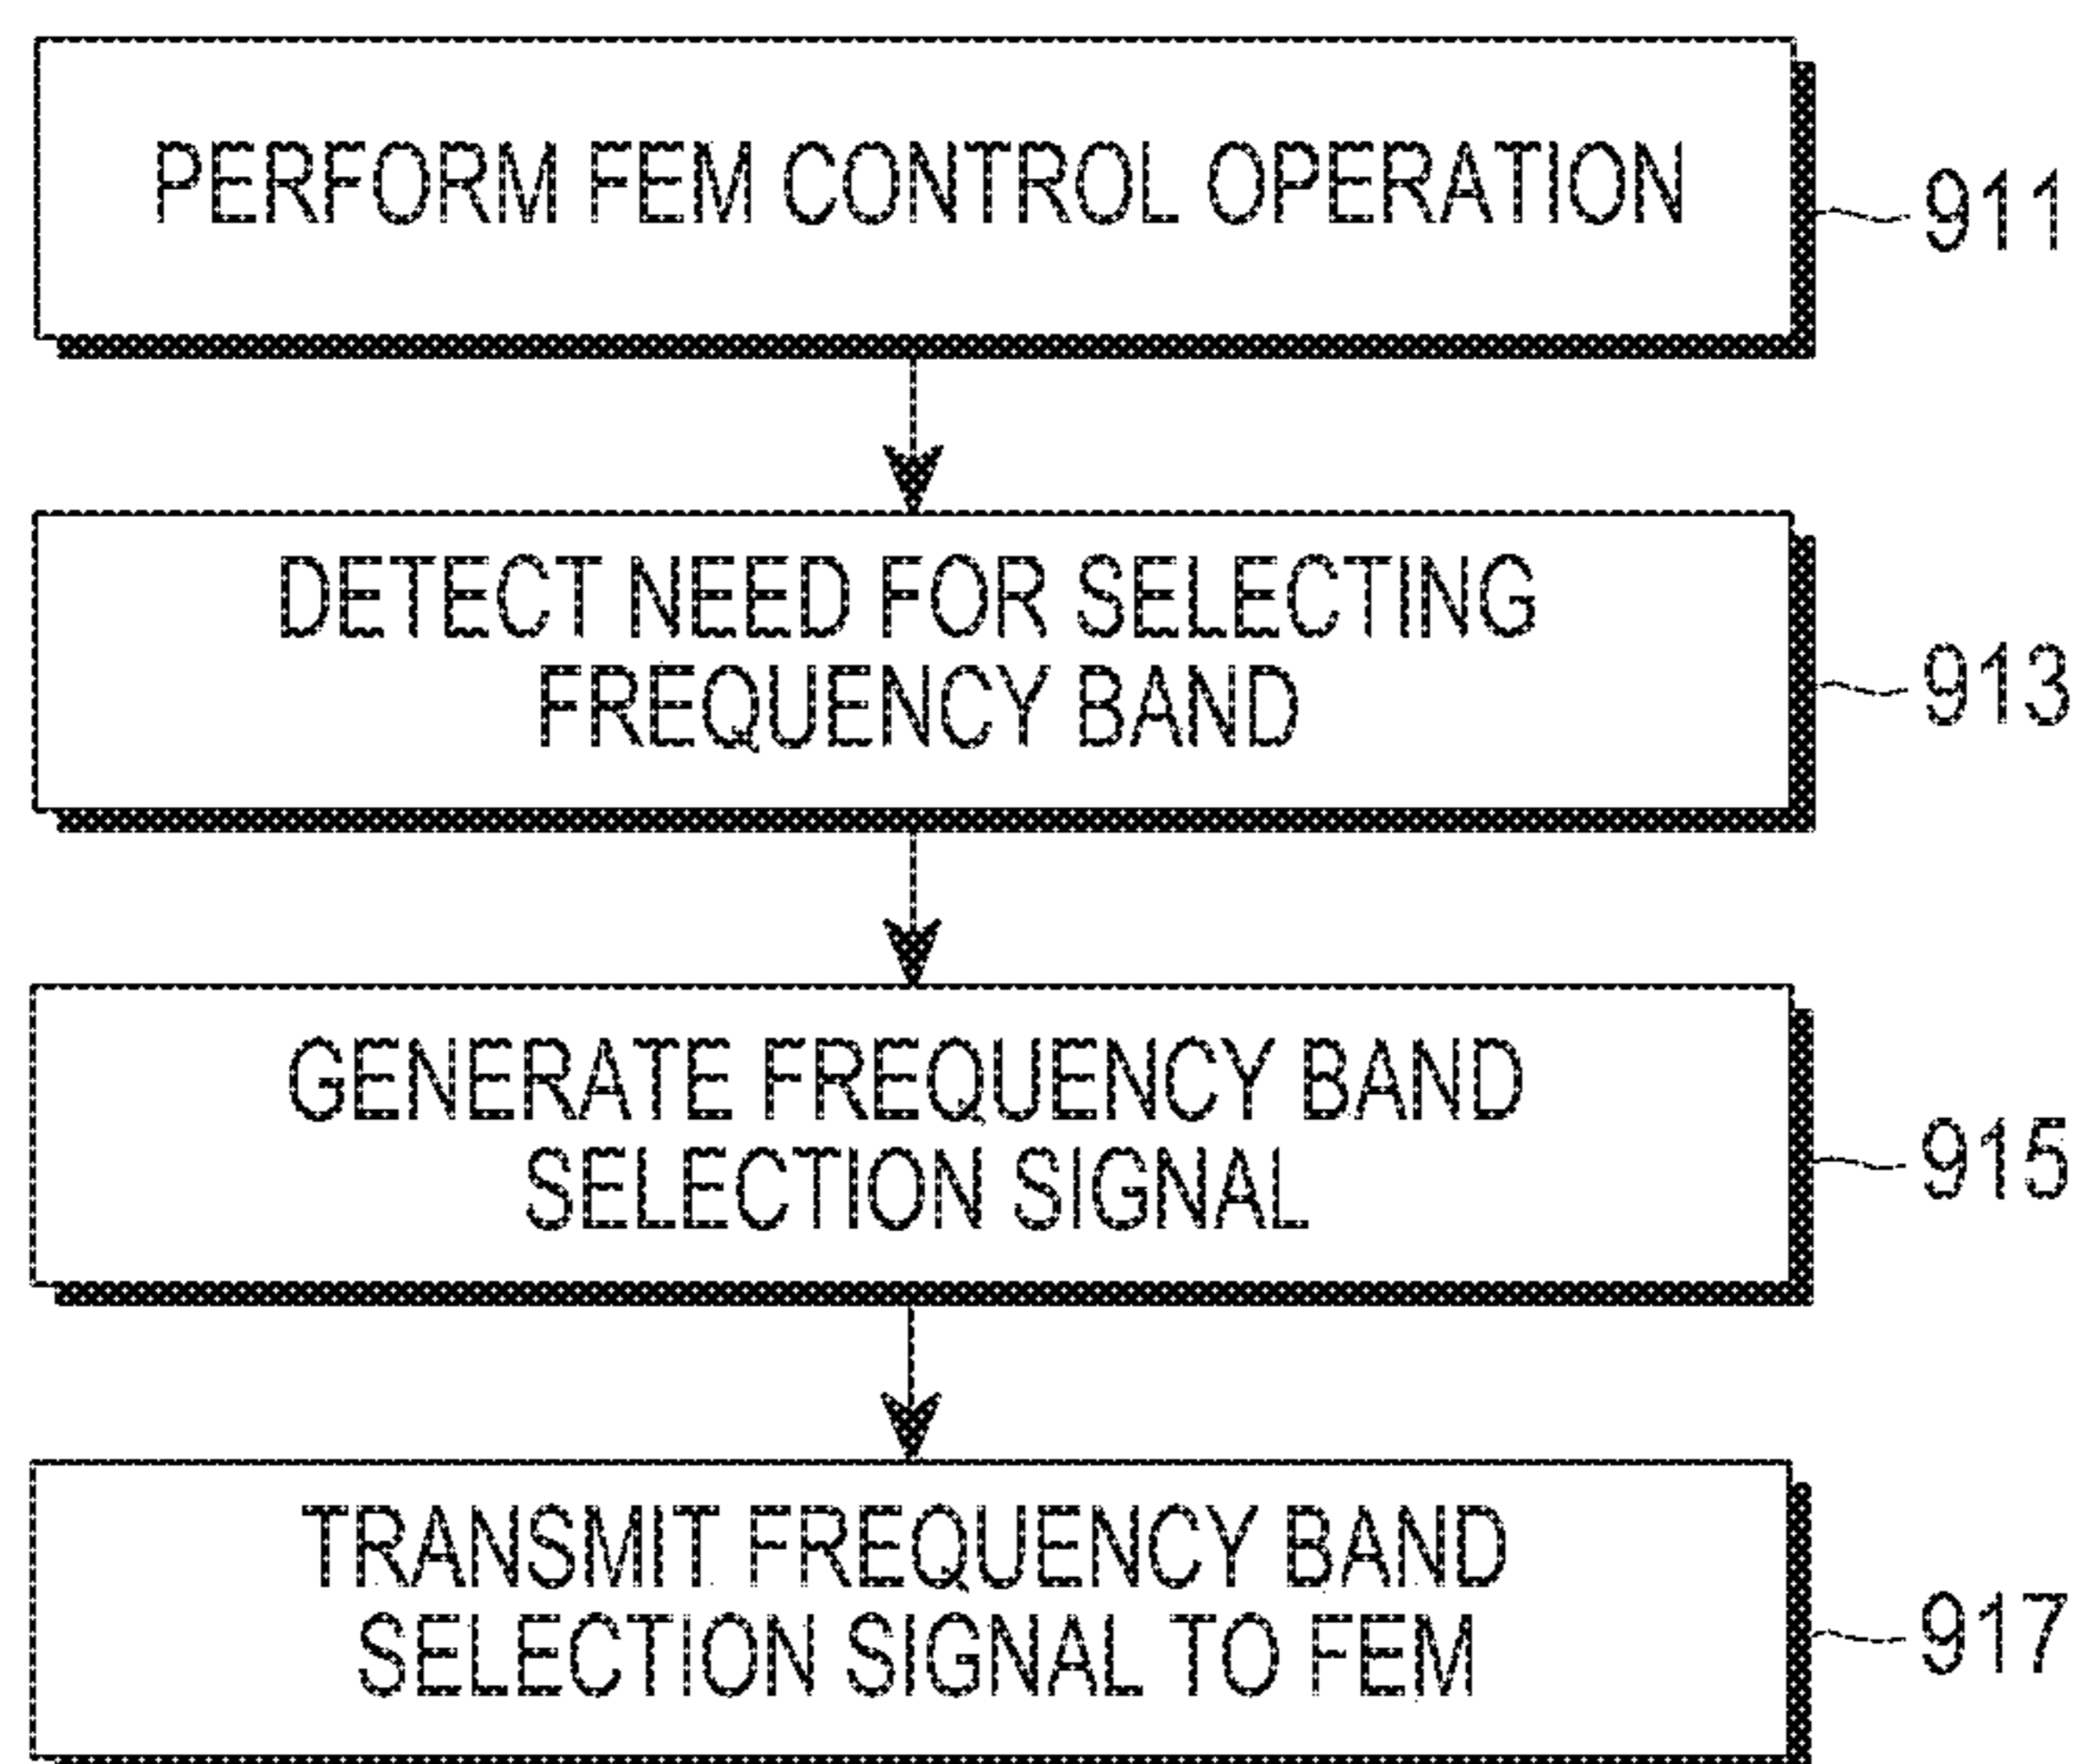 PERFORM FEM CONTROL OPERATION
911
DETECT NEED FOR SELECTING
FREQUENCY BAND
913
GENERATE FREQUENCY BAND
SELECTION SIGNAL
915
TRANSMIT FREQUENCY BAND
SELECTION SIGNAL TO FEM
917